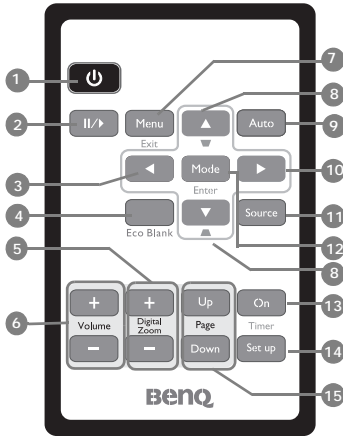 1
7
8
2
II/▶ Menu Auto
9
Exit
3
Mode
10
4
Enter
Eco Blank
Source
11
5
12
8
+ + Up On
13
6
Volume Digital Zoom Page Timer
− − Down Set up
14
15
BenQ